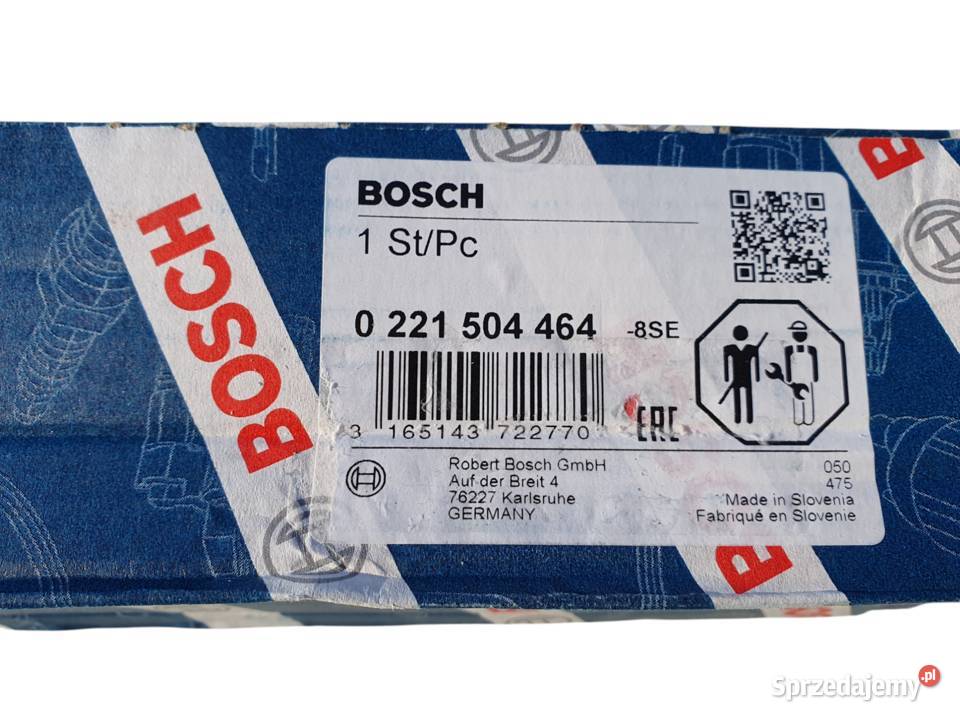 BOSCH
BOSCH
BOSCH
1 St/Pc
0 221 504 464 -8SE
3 165143 722770
EAC
Robert Bosch GmbH
Auf der Breit 4
76227 Karlsruhe
GERMANY
050
475
Made in Slovenia
Fabriqué en Slovenie
B
B
Sprzedajemy.pl